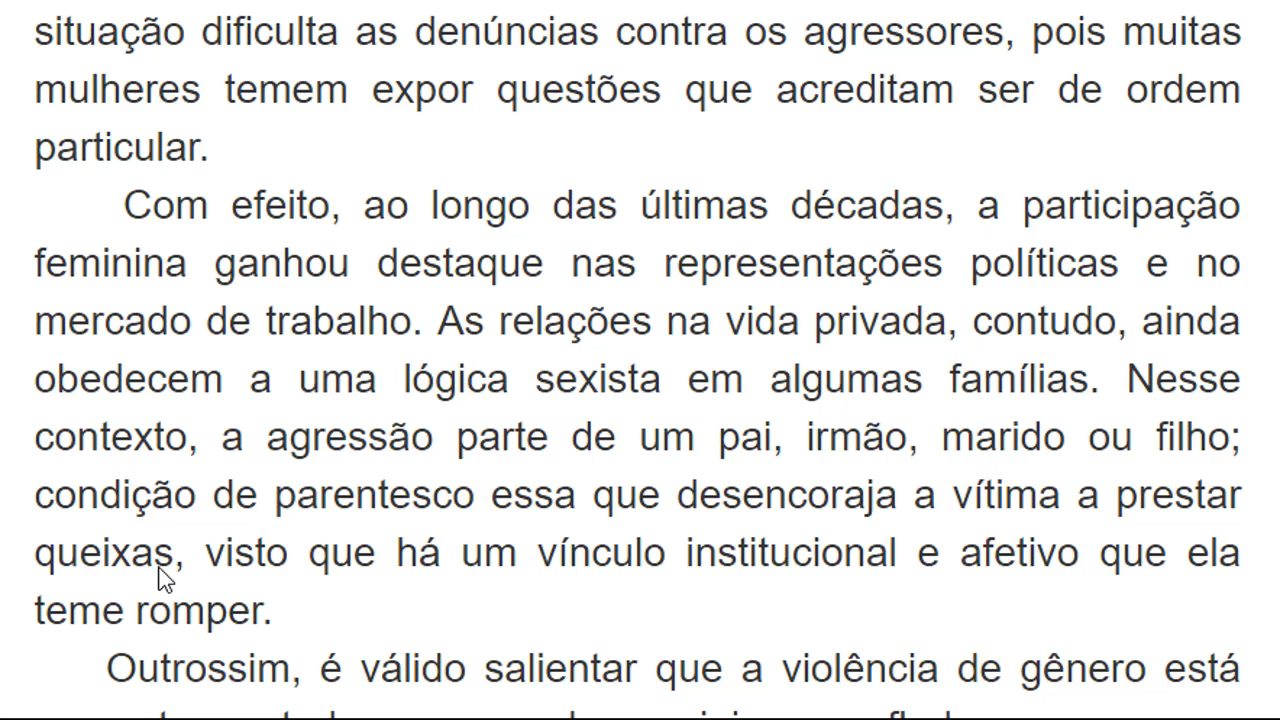 situação dificulta as denúncias contra os agressores, pois muitas
mulheres temem expor questões que acreditam ser de ordem
particular.
Com efeito, ao longo das últimas décadas, a participação
feminina ganhou destaque nas representações políticas e no
mercado de trabalho. As relações na vida privada, contudo, ainda
obedecem a uma lógica sexista em algumas famílias. Nesse
contexto, a agressão parte de um pai, irmão, marido ou filho;
condição de parentesco essa que desencoraja a vítima a prestar
queixas, visto que há um vínculo institucional e afetivo que ela
teme romper.
Outrossim, é válido salientar que a violência de gênero está